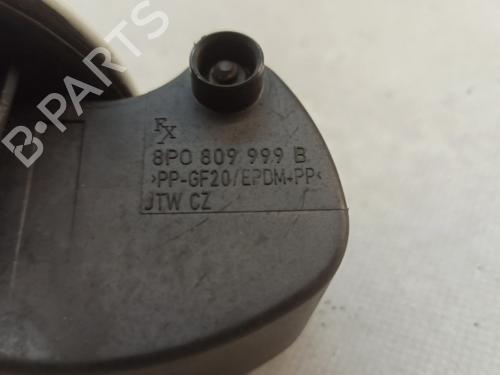 FX
8P0 809 999 B
>PP-GF20/EPDM+PP<
JTW CZ
B-PARTS